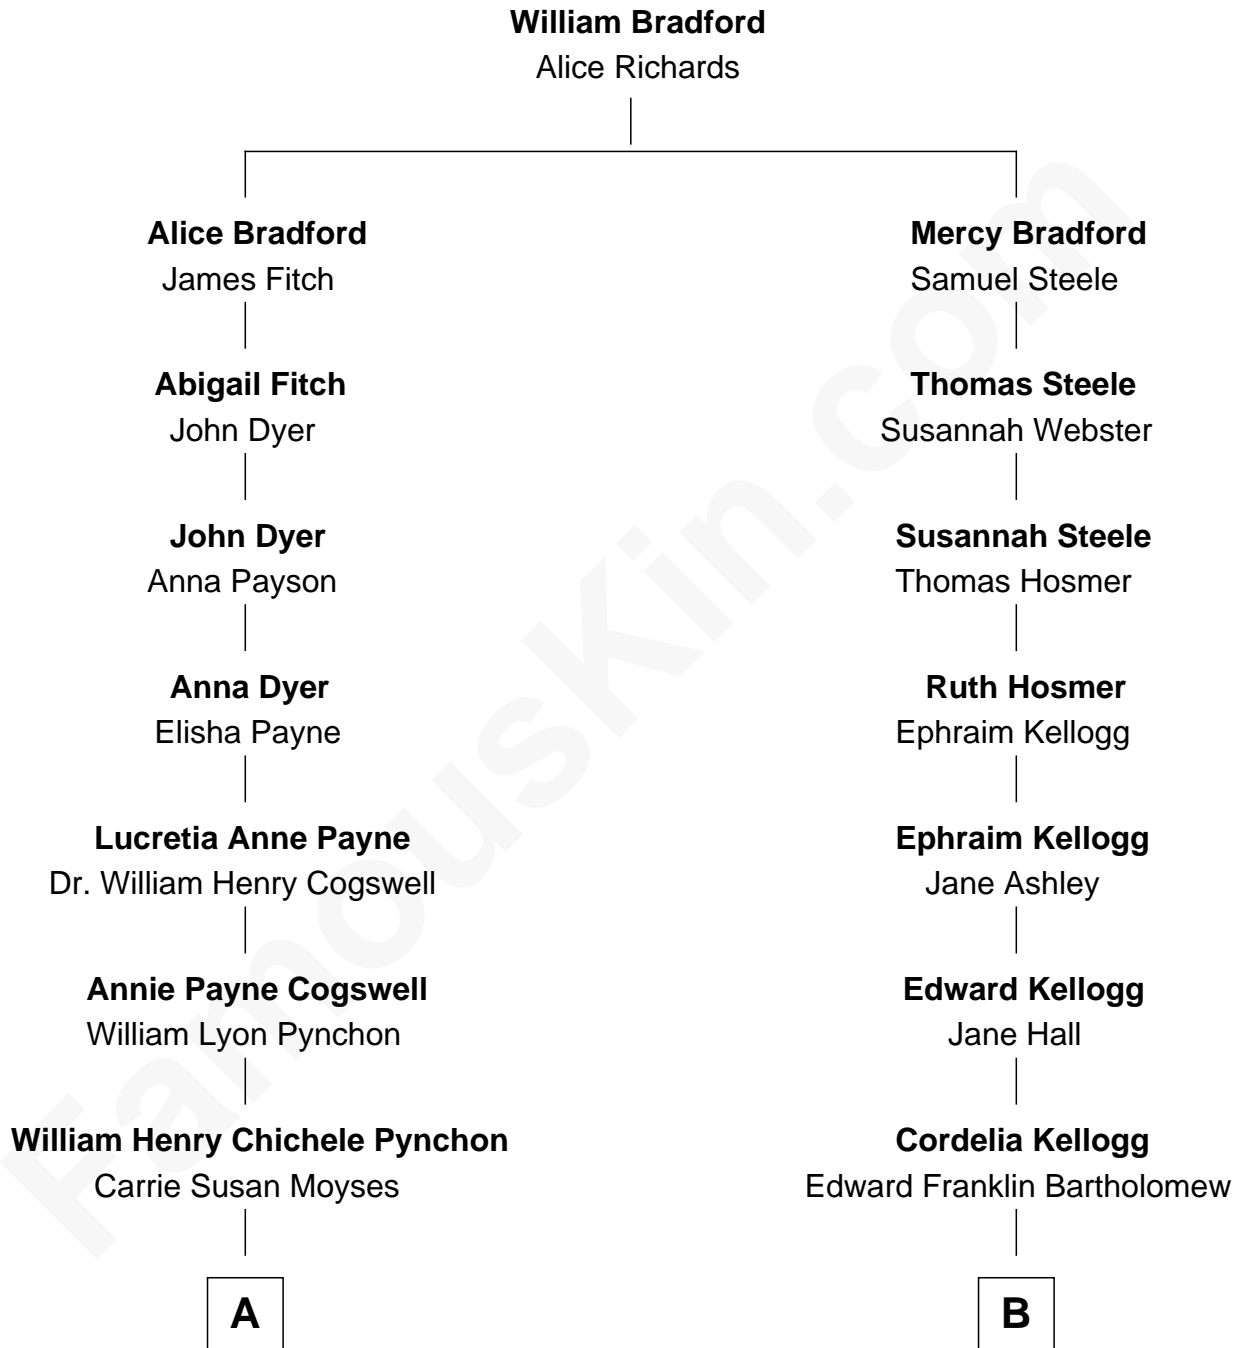 William Bradford
Alice Richards
Alice Bradford
James Fitch
Mercy Bradford
Samuel Steele
Abigail Fitch
John Dyer
Thomas Steele
Susannah Webster
John Dyer
Anna Payson
Susannah Steele
Thomas Hosmer
Anna Dyer
Elisha Payne
Ruth Hosmer
Ephraim Kellogg
Lucretia Anne Payne
Dr. William Henry Cogswell
Ephraim Kellogg
Jane Ashley
Annie Payne Cogswell
William Lyon Pynchon
Edward Kellogg
Jane Hall
William Henry Chichele Pynchon
Carrie Susan Moyses
Cordelia Kellogg
Edward Franklin Bartholomew
A
B
FamousKin.com